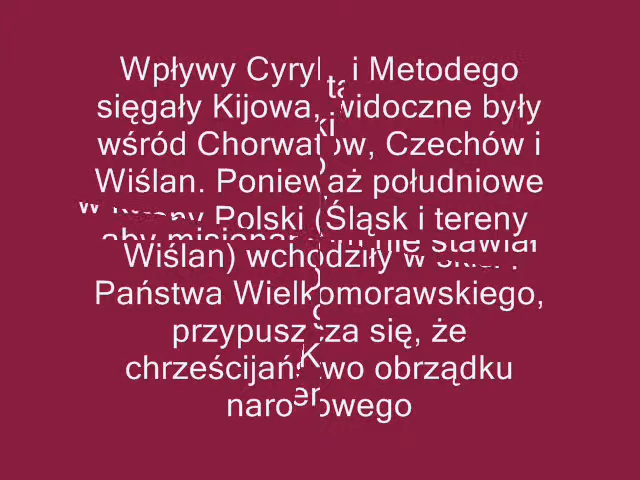 Wpływy Cyryla i Metodego
sięgały Kijowa, widoczne były
wśród Chorwatów, Czechów i
Wiślan. Ponieważ południowe
tereny Polski (Śląsk i tereny
Wiślan) wchodziły w skład
Państwa Wielkomorawskiego,
przypuszcza się, że
chrześcijaństwo obrządku
narodowego